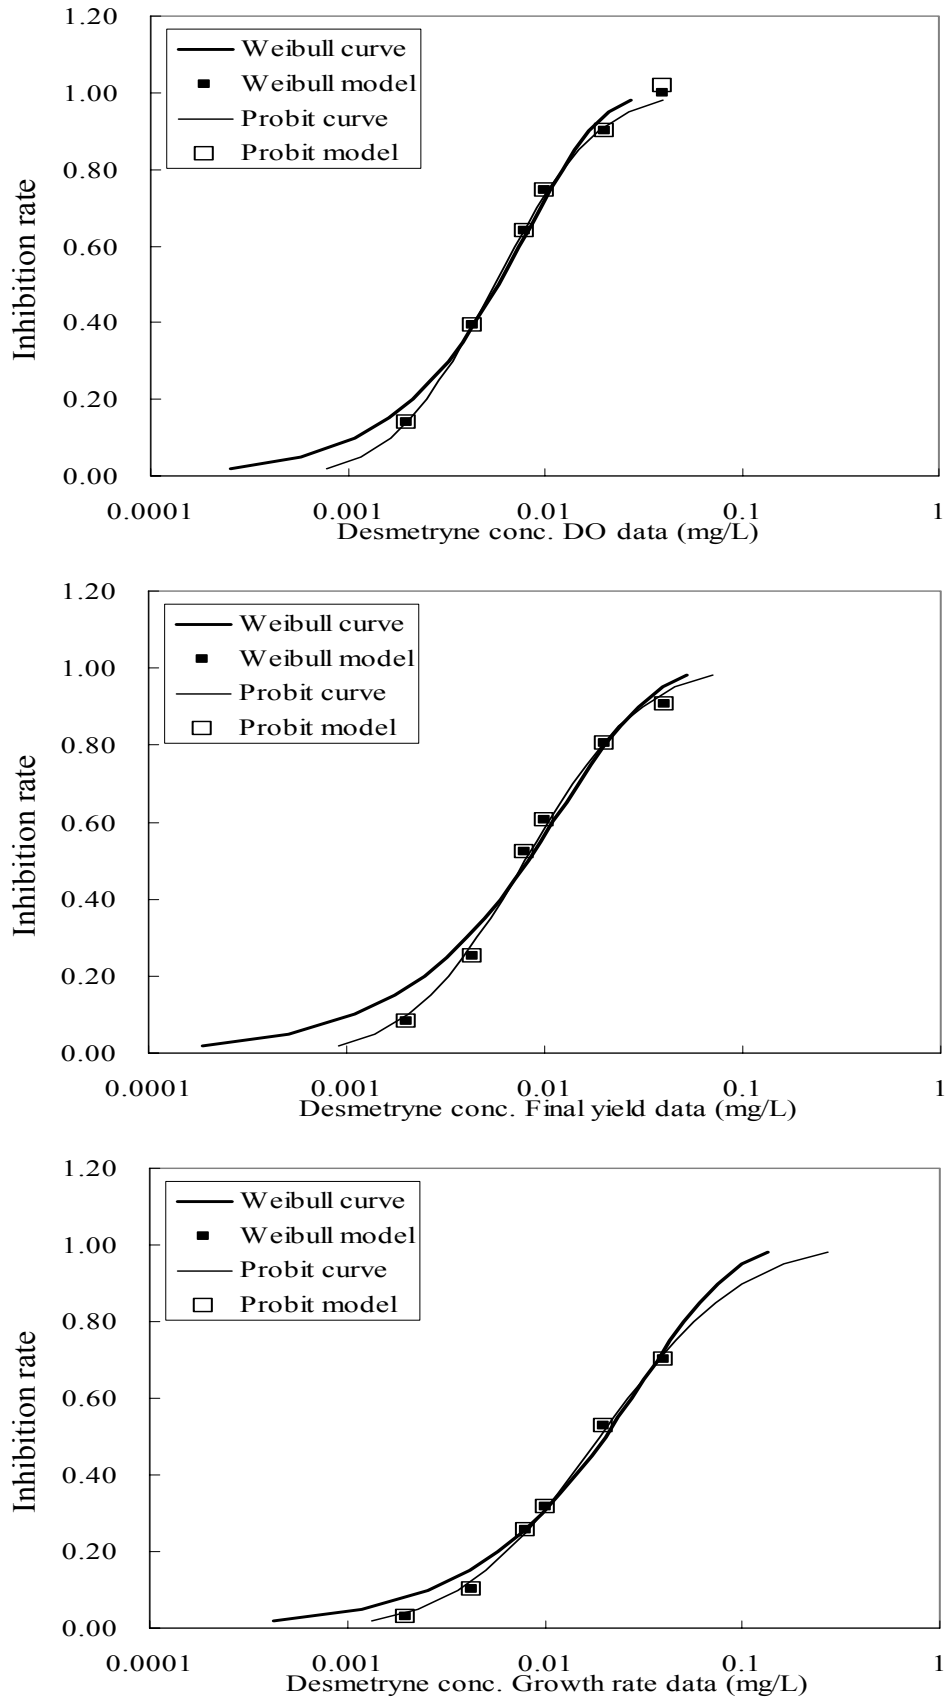 1.20
1.00
0.80
0.60
0.40
0.20
0.00
Inhibition rate
Weibull curve
Weibull model
Probit curve
Probit model
0.0001 0.001 0.01 0.1 1
Desmetryne conc. DO data (mg/L)
1.20
1.00
0.80
0.60
0.40
0.20
0.00
Inhibition rate
Weibull curve
Weibull model
Probit curve
Probit model
0.0001 0.001 0.01 0.1 1
Desmetryne conc. Final yield data (mg/L)
1.20
1.00
0.80
0.60
0.40
0.20
0.00
Inhibition rate
Weibull curve
Weibull model
Probit curve
Probit model
0.0001 0.001 0.01 0.1 1
Desmetryne conc. Growth rate data (mg/L)